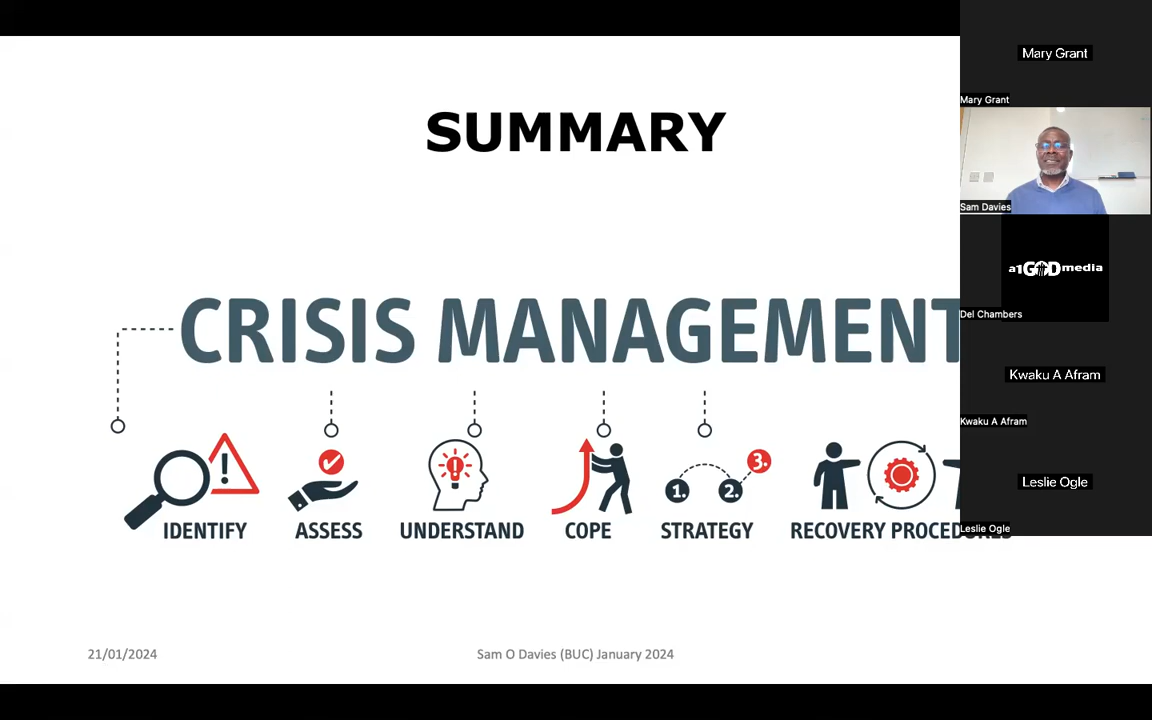 SUMMARY
CRISIS MANAGEMENT
IDENTIFY
ASSESS
UNDERSTAND
COPE
1. 2. 3.
STRATEGY
RECOVERY PROCEDURES
21/01/2024
Sam O Davies (BUC) January 2024
Mary Grant
Mary Grant
Sam Davies
a1GODmedia
Del Chambers
Kwaku A Afram
Kwaku A Afram
Leslie Ogle
Leslie Ogle